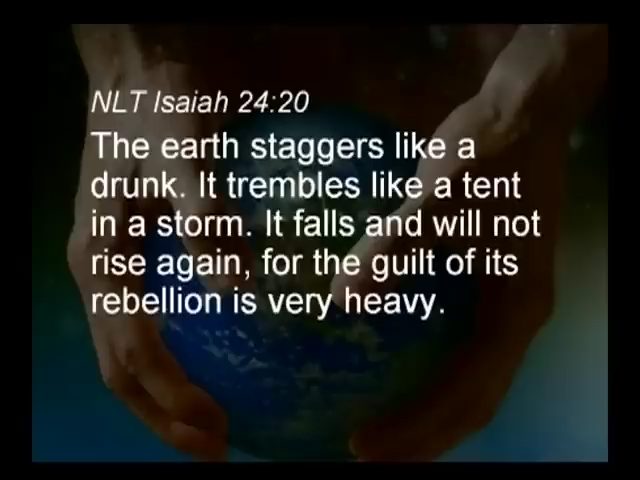 NLT Isaiah 24:20
The earth staggers like a
drunk. It trembles like a tent
in a storm. It falls and will not
rise again, for the guilt of its
rebellion is very heavy.